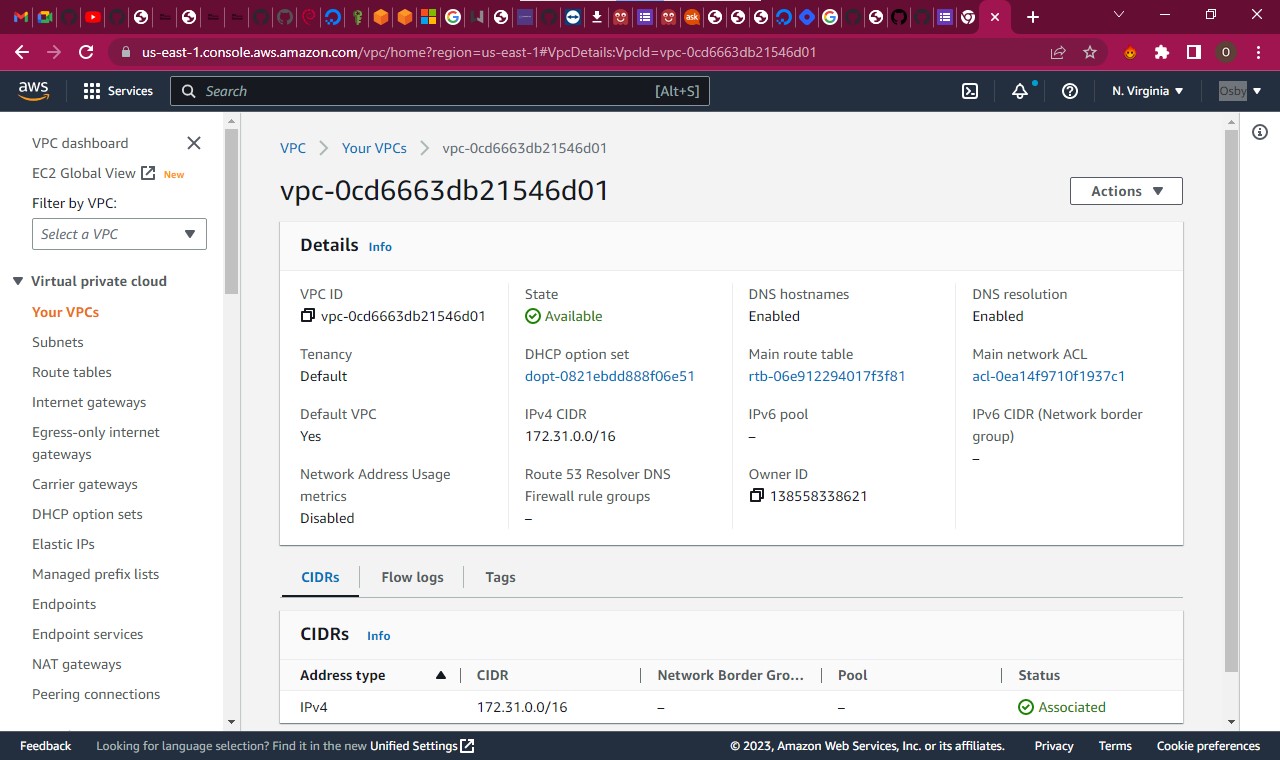 us-east-1.console.aws.amazon.com/vpc/home?region=us-east-1#VpcDetails:VpcId=vpc-0cd6663db21546d01
O
aws
Services
Search
[Alt+S]
N. Virginia
Osby
VPC dashboard
EC2 Global View New
Filter by VPC:
Select a VPC
Virtual private cloud
Your VPCs
Subnets
Route tables
Internet gateways
Egress-only internet
gateways
Carrier gateways
DHCP option sets
Elastic IPs
Managed prefix lists
Endpoints
Endpoint services
NAT gateways
Peering connections
VPC
Your VPCs
vpc-0cd6663db21546d01
vpc-0cd6663db21546d01
Actions
Details Info
VPC ID
vpc-0cd6663db21546d01
State
Available
DNS hostnames
Enabled
DNS resolution
Enabled
Tenancy
Default
DHCP option set
dopt-0821ebdd888f06e51
Main route table
rtb-06e912294017f3f81
Main network ACL
acl-0ea14f9710f1937c1
Default VPC
Yes
IPv4 CIDR
172.31.0.0/16
IPv6 pool
–
IPv6 CIDR (Network border
group)
–
Network Address Usage
metrics
Disabled
Route 53 Resolver DNS
Firewall rule groups
–
Owner ID
138558338621
CIDRs
Flow logs
Tags
CIDRs Info
Address type
CIDR
Network Border Gro...
Pool
Status
IPv4
172.31.0.0/16
–
–
Associated
Feedback
Looking for language selection? Find it in the new Unified Settings
© 2023, Amazon Web Services, Inc. or its affiliates.
Privacy
Terms
Cookie preferences